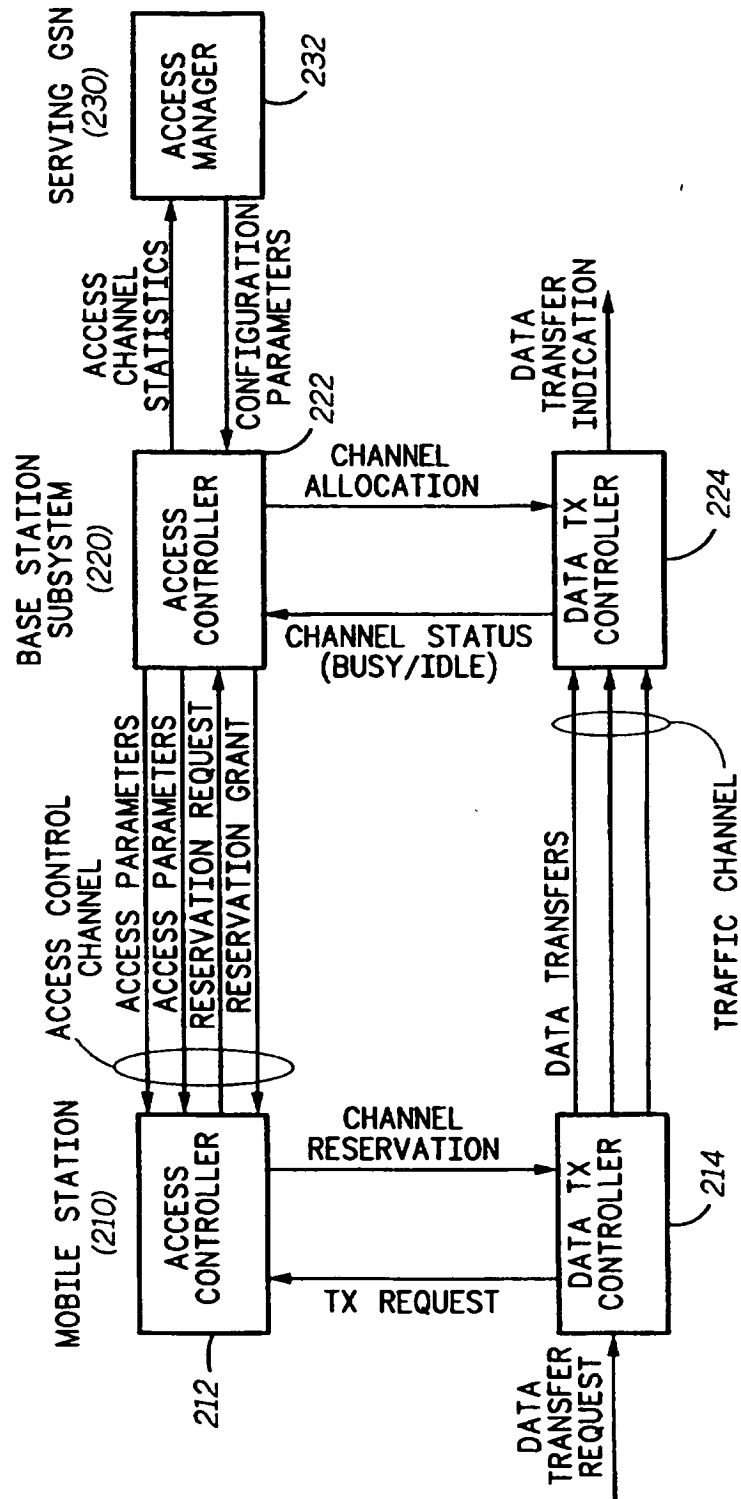 MOBILE STATION
(210)
ACCESS
CONTROLLER
212
ACCESS CONTROL
CHANNEL
ACCESS PARAMETERS
ACCESS PARAMETERS
RESERVATION REQUEST
RESERVATION GRANT
BASE STATION
SUBSYSTEM
(220)
ACCESS
CONTROLLER
222
ACCESS
CHANNEL
STATISTICS
CONFIGURATION
PARAMETERS
SERVING GSN
(230)
ACCESS
MANAGER
232
TX REQUEST
CHANNEL
RESERVATION
CHANNEL STATUS
(BUSY/IDLE)
CHANNEL
ALLOCATION
DATA
TRANSFER
REQUEST
DATA TX
CONTROLLER
214
DATA TRANSFERS
TRAFFIC CHANNEL
DATA TX
CONTROLLER
224
DATA
TRANSFER
INDICATION